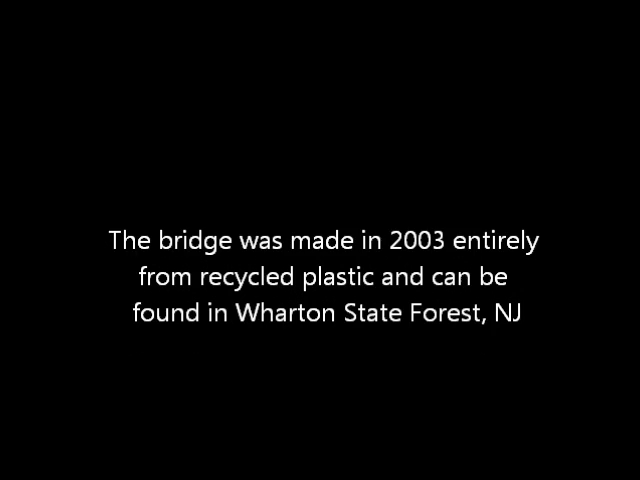 The bridge was made in 2003 entirely
from recycled plastic and can be
found in Wharton State Forest, NJ